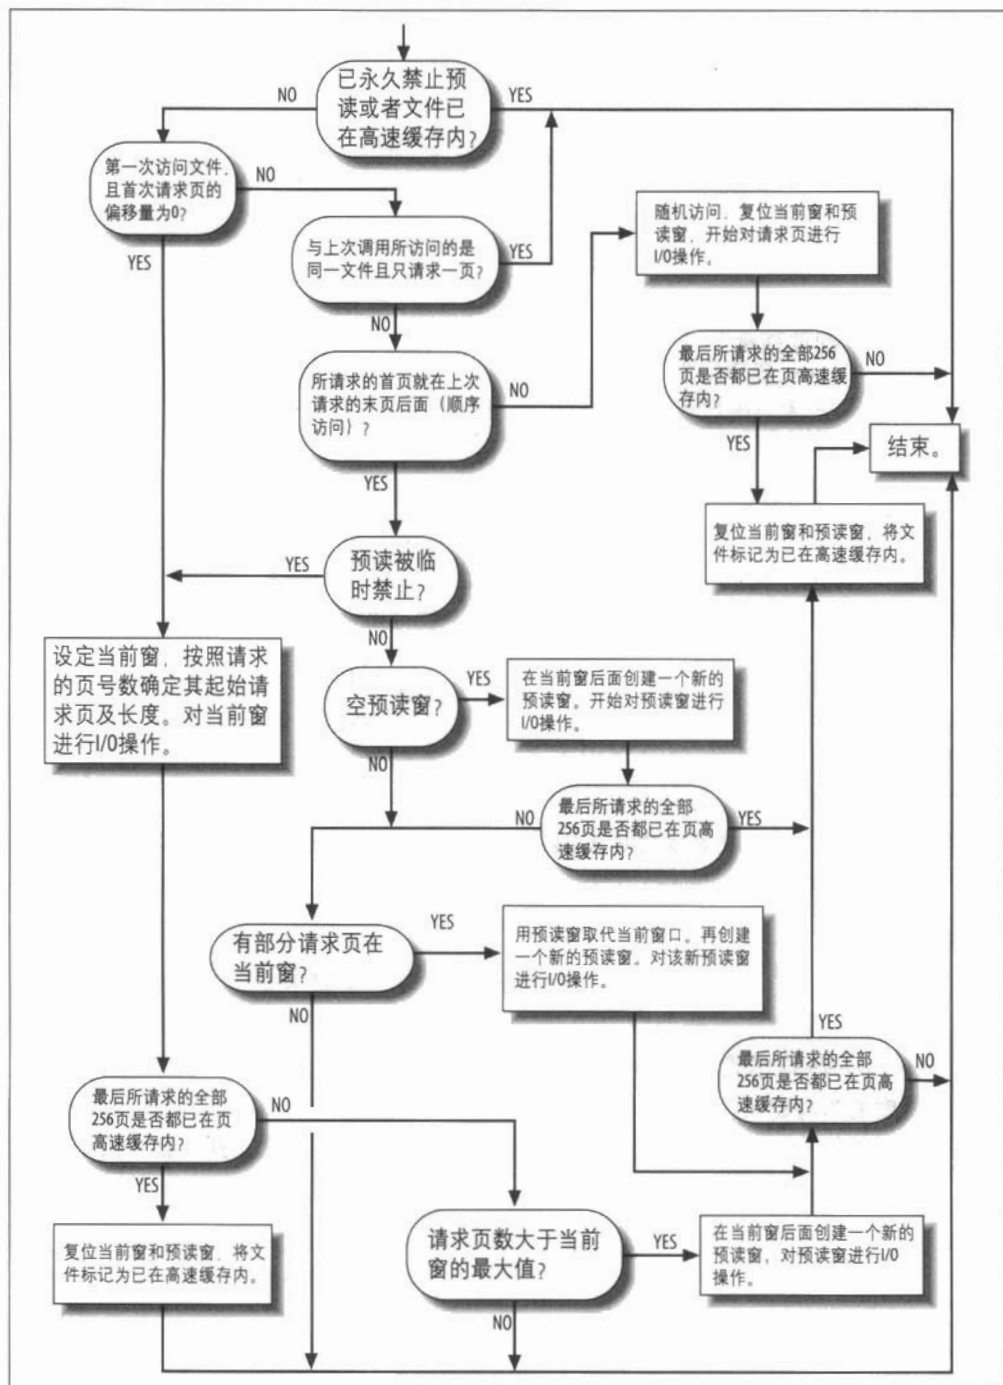 已永久禁止预
读或者文件已
在高速缓存内?
NO
YES
第一次访问文件，
且首次请求页的
偏移量为0?
NO
YES
与上次调用所访问的是
同一文件且只请求一页?
YES
NO
随机访问，复位当前窗和预
读窗，开始对请求页进行
I/O操作。
最后所请求的全部256
页是否都已在页高速缓存
内?
NO
YES
所请求的首页就在上次
请求的末页后面（顺序
访问）?
NO
YES
结束。
复位当前窗和预读窗，将文
件标记为已在高速缓存内。
预读被临
时禁止?
YES
NO
设定当前窗，按照请求
的页号数确定其起始请
求页及长度。对当前窗
进行I/O操作。
空预读窗?
YES
NO
在当前窗后面创建一个新的
预读窗。开始对预读窗进行
I/O操作。
最后所请求的全部
256页是否都已在页高
速缓存内?
NO
YES
有部分请求页在
当前窗?
YES
NO
用预读窗取代当前窗口。再创建
一个新的预读窗。对该新预读窗
进行I/O操作。
YES
最后所请求的全部
256页是否都已在页高
速缓存内?
NO
最后所请求的全部
256页是否都已在页
高速缓存内?
NO
YES
复位当前窗和预读窗，将文
件标记为已在高速缓存内。
请求页数大于当前
窗的最大值?
YES
NO
在当前窗后面创建一个新的
预读窗，对预读窗进行I/O
操作。